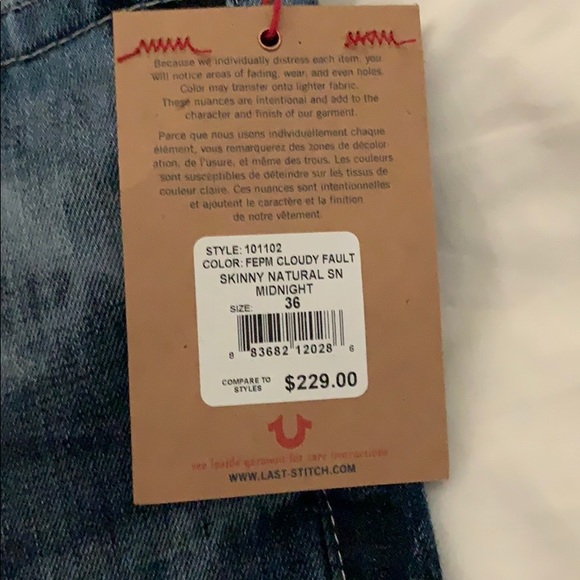 Because we individually distress each item, you
will notice areas of fading, wear, and even holes.
Color may transfer onto lighter fabric.
These nuances are intentional and add to the
character and finish of our garment.
Parce que nous usons individuellement chaque
élément, vous remarquerez des zones de décolor-
ation, de l'usure, et même des trous. Les couleurs
sont susceptibles de déteindre sur les tissus de
couleur claire. Ces nuances sont intentionnelles
et ajoutent le caractère et la finition
de notre vêtement.
STYLE: 101102
COLOR: FEPM CLOUDY FAULT
SKINNY NATURAL SN
MIDNIGHT
SIZE: 36
8 83682 12028 6
COMPARE TO
STYLES $229.00
see inside garment for care instructions
WWW.LAST-STITCH.COM